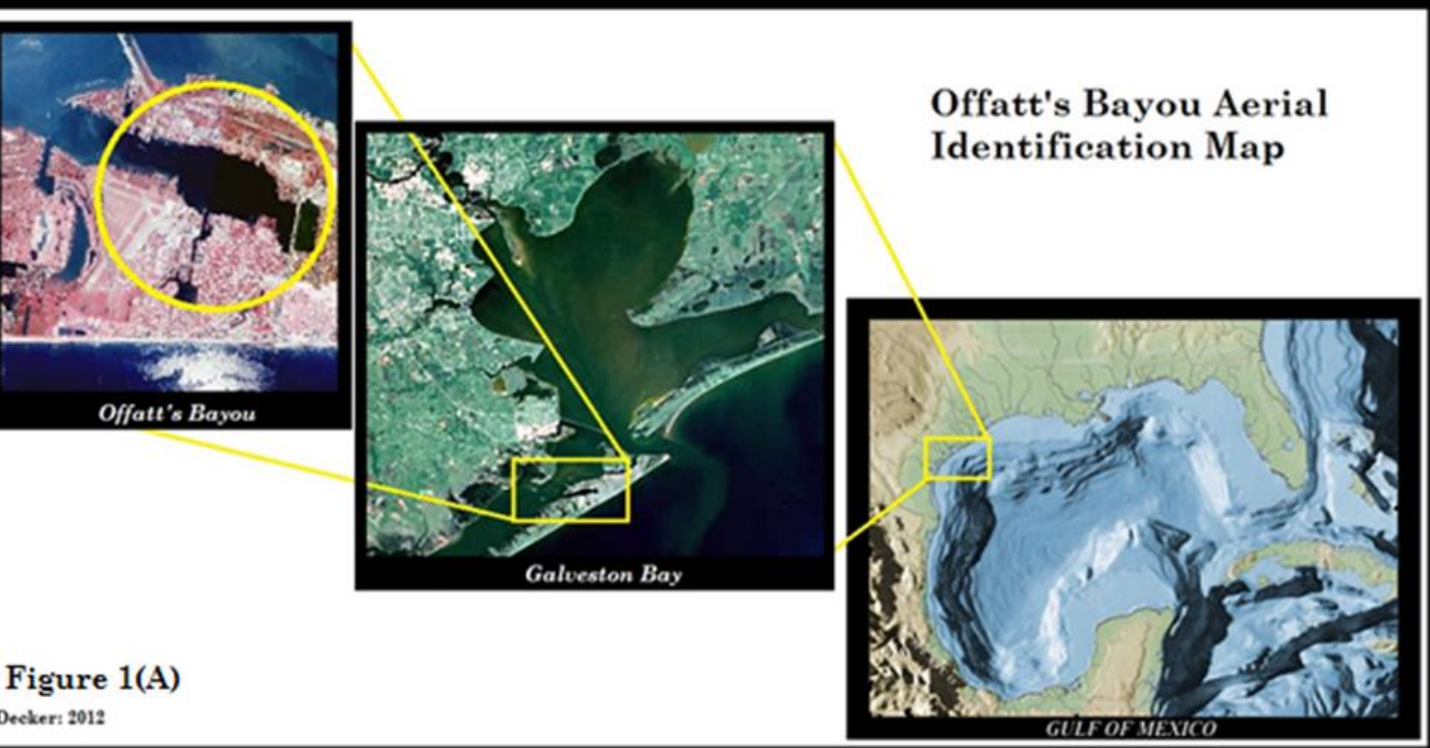 Offatt's Bayou Aerial
Identification Map
Offatt's Bayou
Galveston Bay
GULF OF MEXICO
Figure 1(A)
Decker: 2012